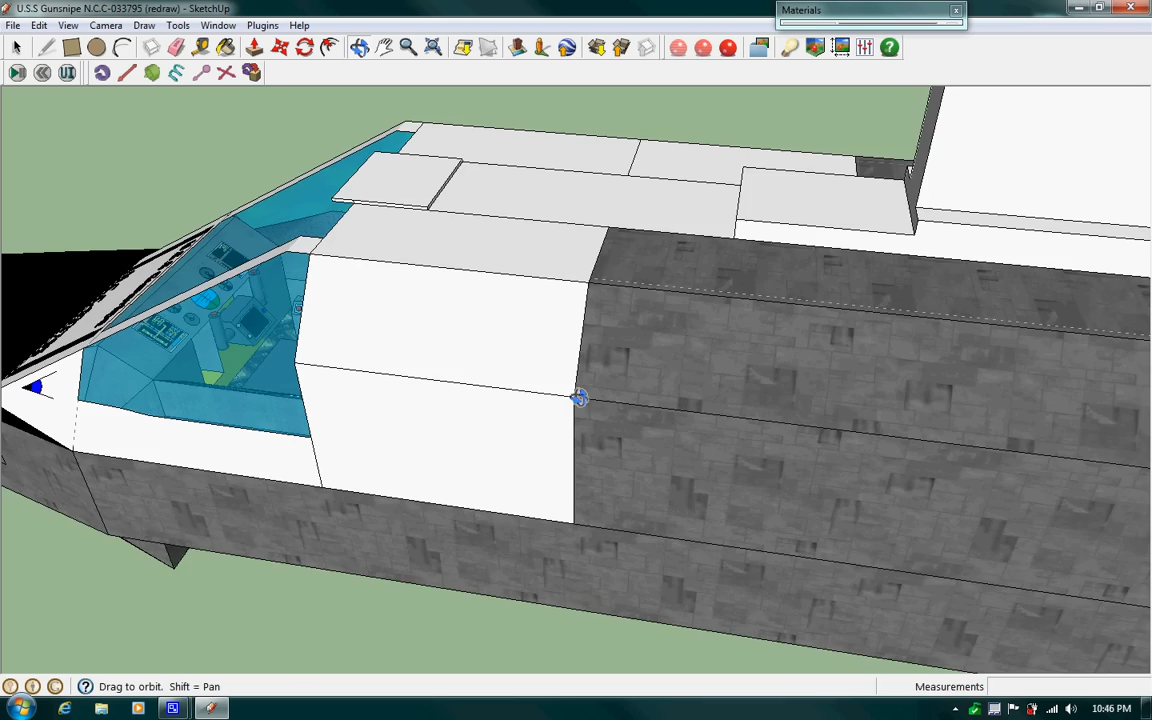 U.S.S Gunsnipe N.C.C-033795 (redraw) - SketchUp
Materials
File Edit View Camera Draw Tools Window Plugins Help
UI
Drag to orbit. Shift = Pan
Measurements
10:46 PM